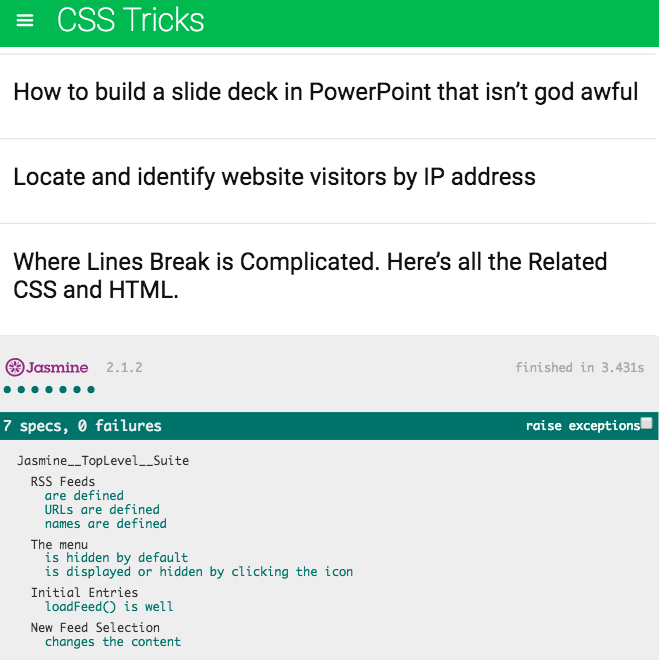 CSS Tricks
How to build a slide deck in PowerPoint that isn’t god awful
Locate and identify website visitors by IP address
Where Lines Break is Complicated. Here’s all the Related
CSS and HTML.
Jasmine 2.1.2 finished in 3.431s
7 specs, 0 failures raise exceptions
Jasmine__TopLevel__Suite
RSS Feeds
are defined
URLs are defined
names are defined
The menu
is hidden by default
is displayed or hidden by clicking the icon
Initial Entries
loadFeed() is well
New Feed Selection
changes the content